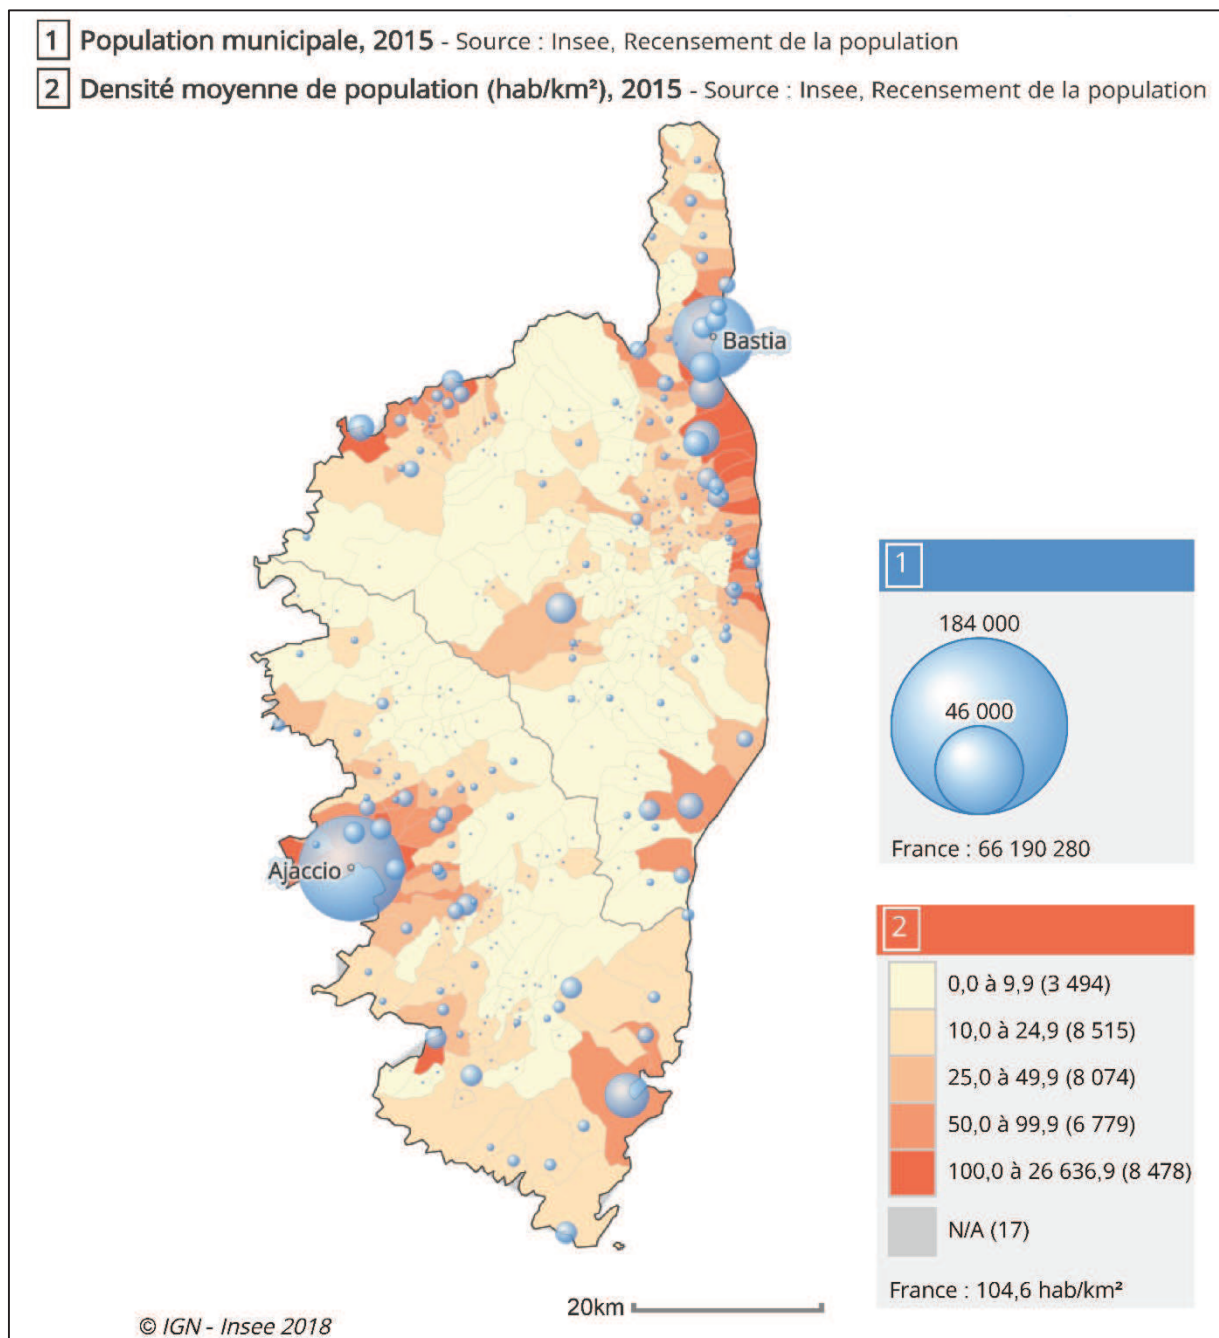 1 Population municipale, 2015 - Source : Insee, Recensement de la population
2 Densité moyenne de population (hab/km²), 2015 - Source : Insee, Recensement de la population
Bastia
Ajaccio
1
184 000
46 000
France : 66 190 280
2
0,0 à 9,9 (3 494)
10,0 à 24,9 (8 515)
25,0 à 49,9 (8 074)
50,0 à 99,9 (6 779)
100,0 à 26 636,9 (8 478)
N/A (17)
France : 104,6 hab/km²
20km
© IGN - Insee 2018